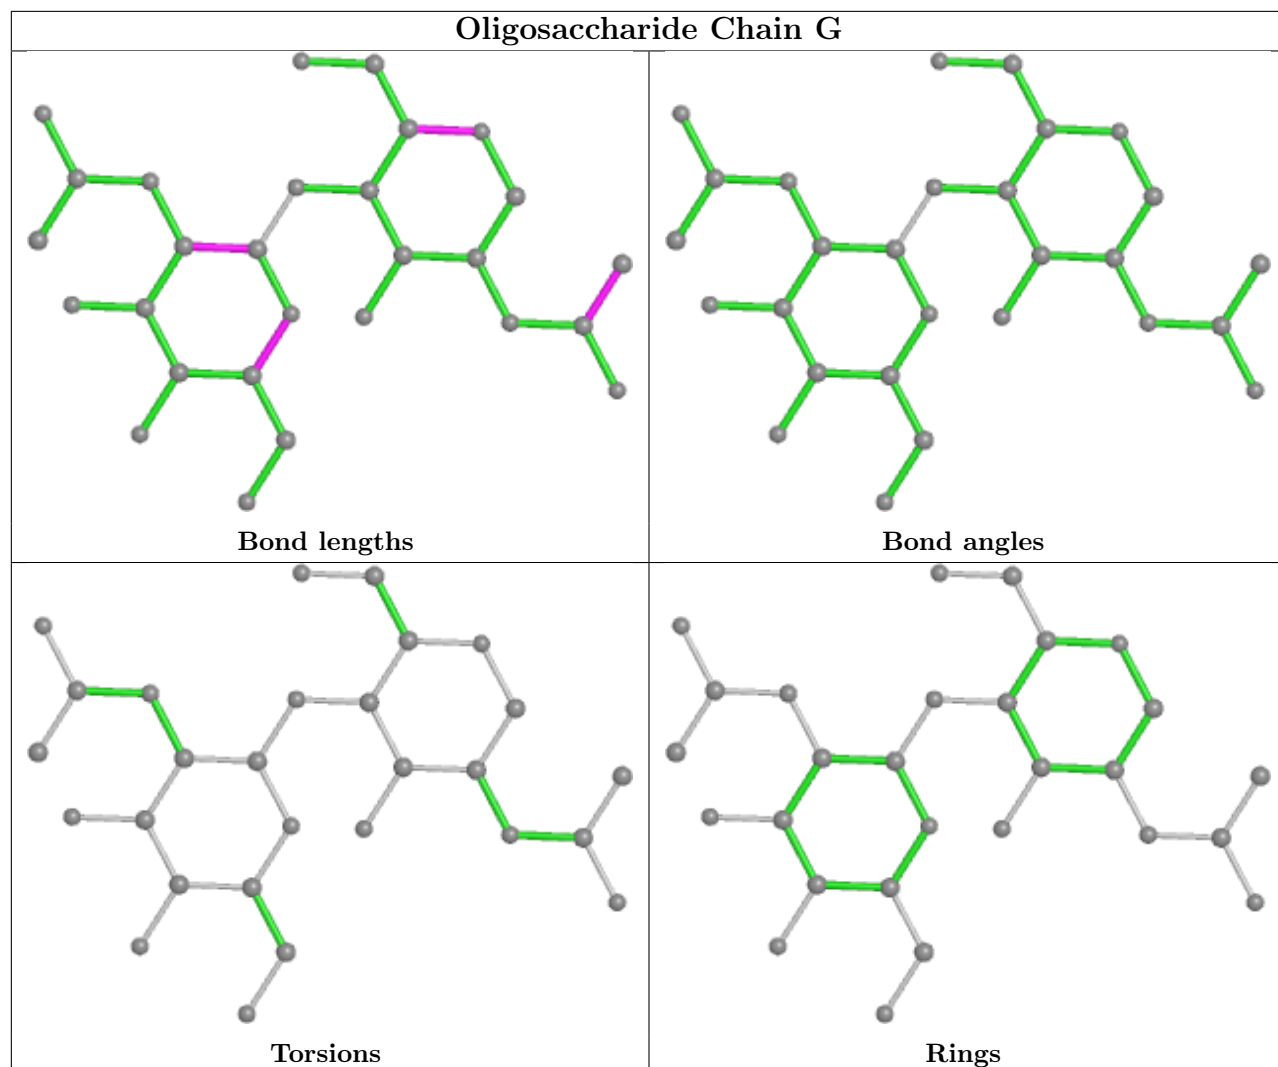 Oligosaccharide Chain G
Bond lengths
Bond angles
Torsions
Rings